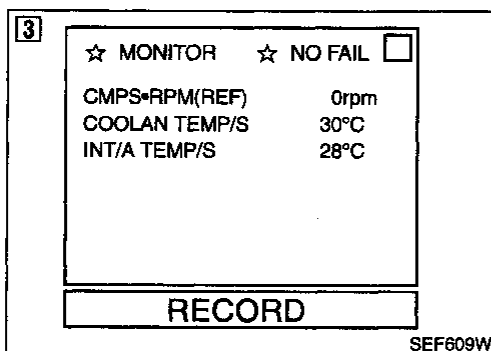 3
☆ MONITOR ☆ NO FAIL
CMPS•RPM(REF) 0rpm
COOLAN TEMP/S 30°C
INT/A TEMP/S 28°C
RECORD
SEF609W